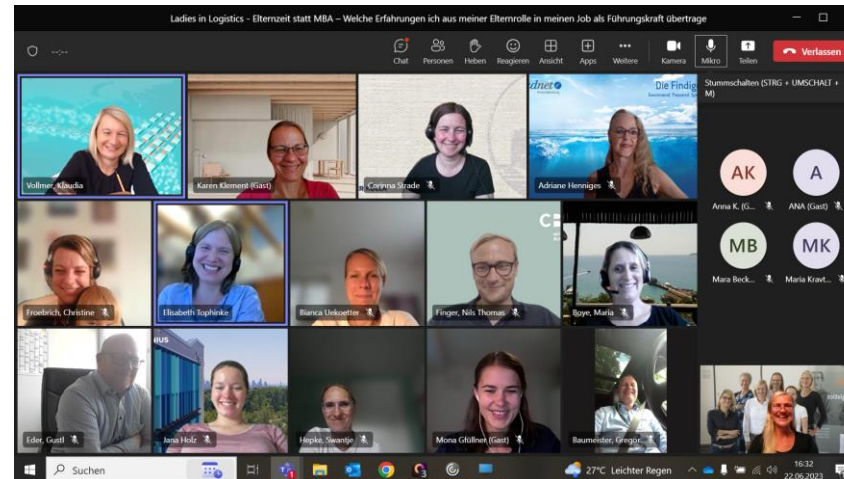 Ladies in Logistics - Elternzeit statt MBA – Welche Erfahrungen ich aus meiner Elternrolle in meinen Job als Führungskraft übertrage
--:--
Chat Personen Heben Reagieren Ansicht Apps Weitere Kamera Mikro Teilen Verlassen
Stummschalten (STRG + UMSCHALT + M)
dnet
Die Findig
Vollmer, Klaudia
Karen Klement (Gast)
Corinna Strade
Adriane Henniges
AK
A
Anna K. (G...
ANA (Gast)
MB
MK
Mara Beck...
Maria Kravt...
Froebrich, Christine
Elisabeth Tophinke
Bianca Uekoetter
Finger, Nils Thomas
Iloye, Maria
Eder, Gustl
Jana Holz
Hepke, Swantje
Mona Gfüllner (Gast)
Baumeister, Gregor...
Suchen
27°C Leichter Regen
16:32
22.06.2023